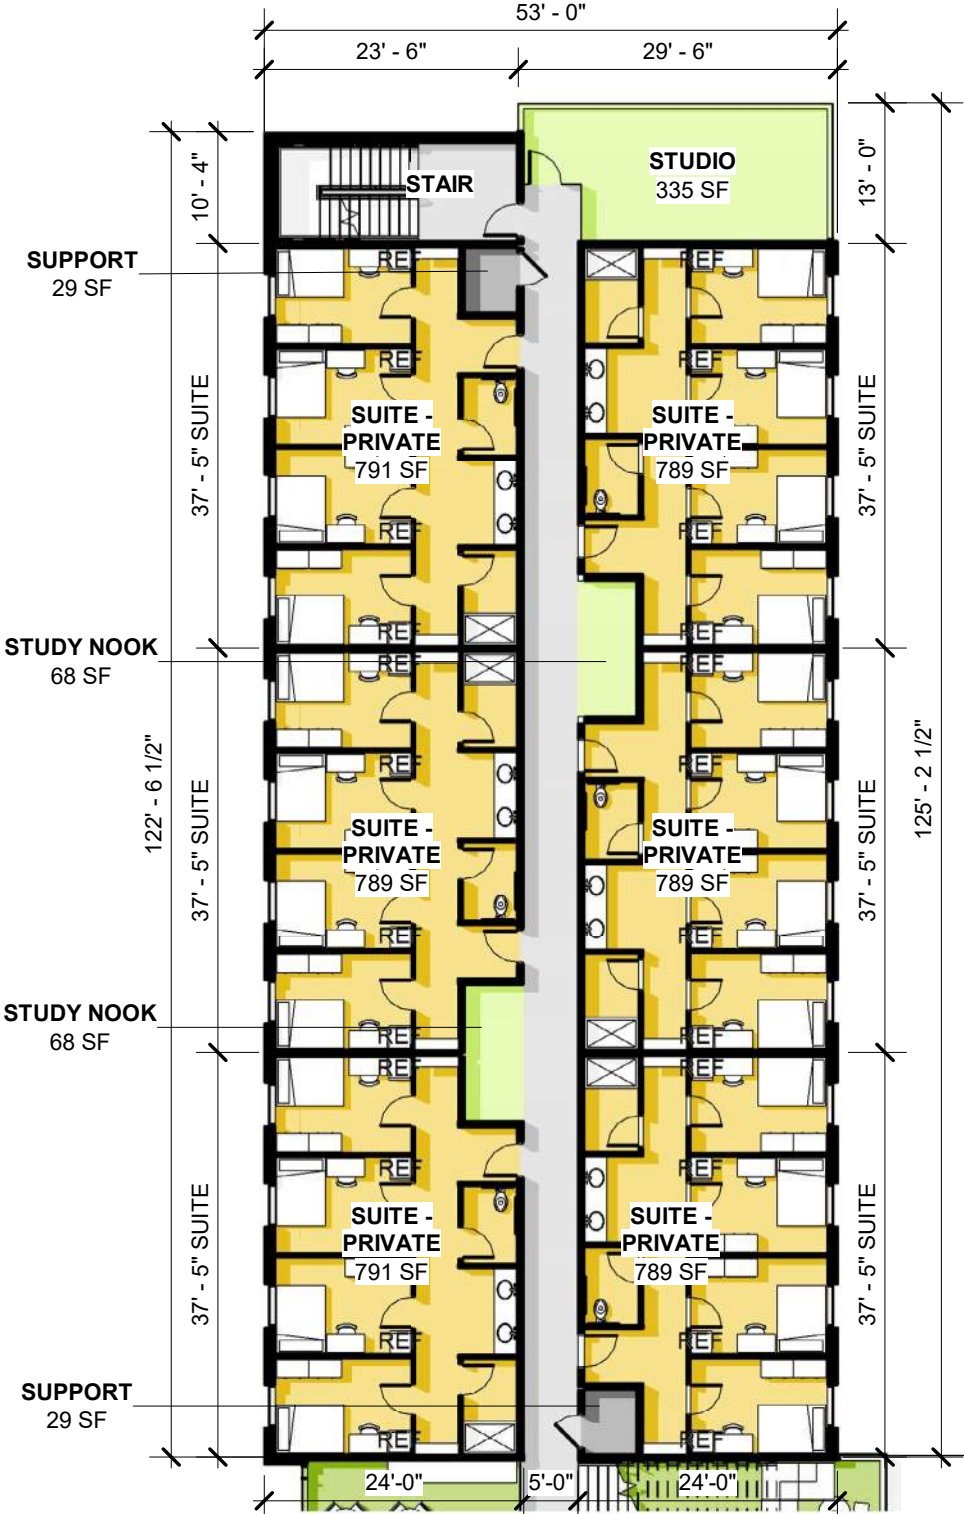 53' - 0"
23' - 6"
29' - 6"
STUDIO
335 SF
STAIR
10' - 4"
13' - 0"
SUPPORT
29 SF
REF
REF
REF
REF
37' - 5" SUITE
SUITE -
PRIVATE
791 SF
SUITE -
PRIVATE
789 SF
37' - 5" SUITE
REF
REF
REF
REF
STUDY NOOK
68 SF
REF
REF
REF
REF
122' - 6 1/2"
37' - 5" SUITE
SUITE -
PRIVATE
789 SF
SUITE -
PRIVATE
789 SF
37' - 5" SUITE
125' - 2 1/2"
REF
REF
STUDY NOOK
68 SF
REF
REF
REF
REF
REF
37' - 5" SUITE
SUITE -
PRIVATE
791 SF
SUITE -
PRIVATE
789 SF
37' - 5" SUITE
REF
REF
SUPPORT
29 SF
REF
REF
24'-0"
5'-0"
24'-0"